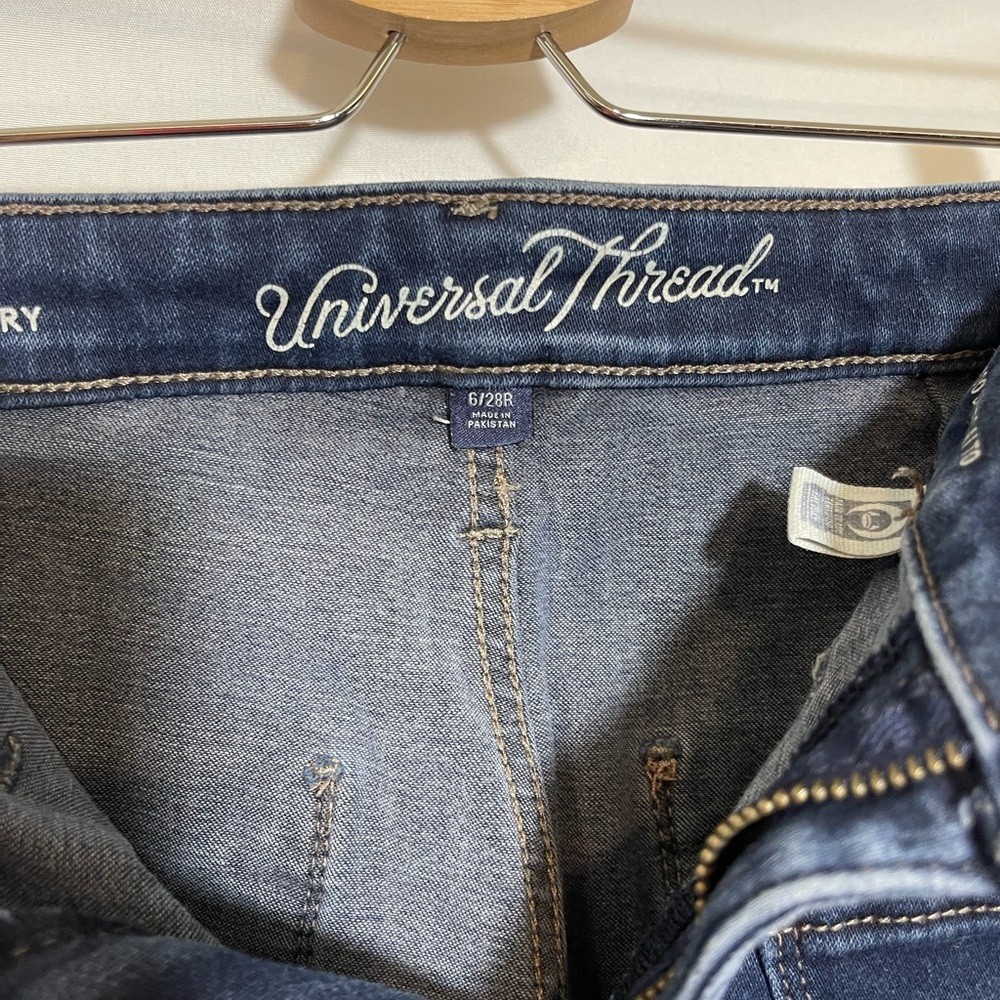 RY
Universal Thread™
6/28R
MADE IN
PAKISTAN